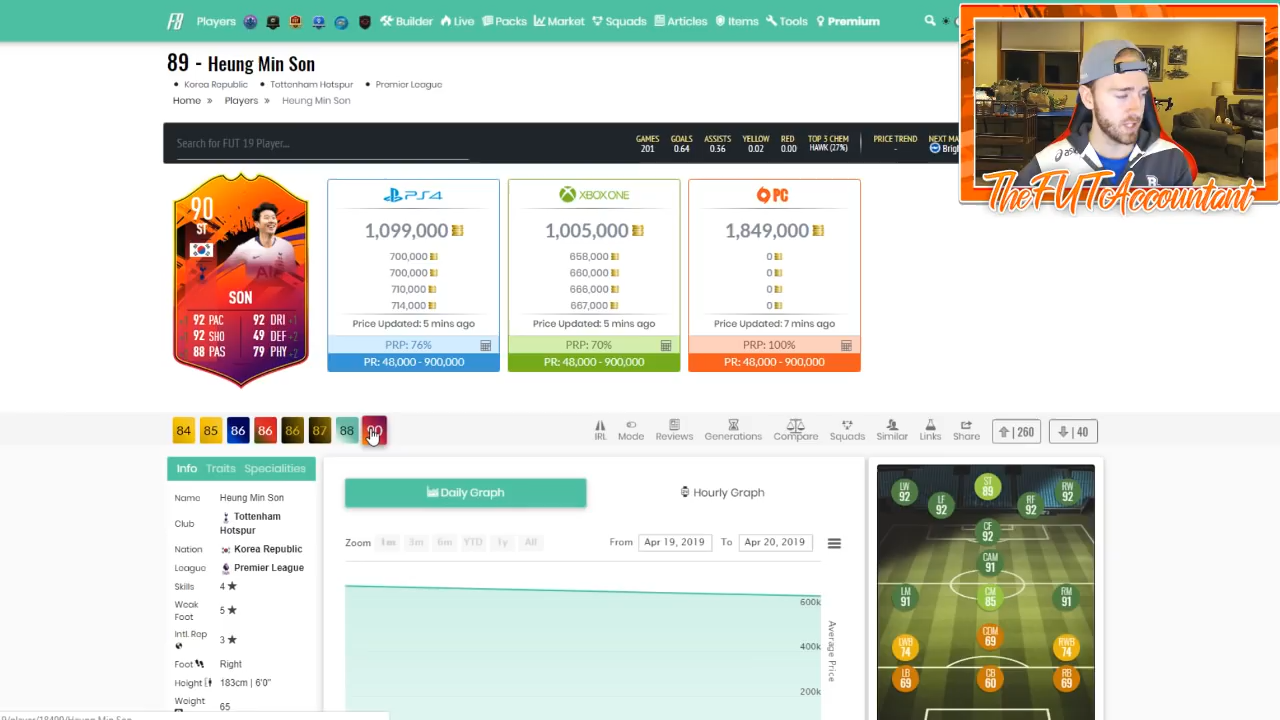 F8 Players Builder Live Packs Market Squads Articles Items Tools Premium
89 - Heung Min Son
Korea Republic Tottenham Hotspur Premier League
Home » Players » Heung Min Son
Search for FUT 19 Player...
GAMES GOALS ASSISTS YELLOW RED TOP 3 CHEM PRICE TREND NEXT MA
201 0.64 0.36 0.02 0.00 HAWK (27%) - Brig
TheFUTAccountant
90
ST
SON
92 PAC 92 DRI
92 SHO 49 DEF
88 PAS 79 PHY
PS4
1,099,000
700,000
700,000
710,000
714,000
Price Updated: 5 mins ago
PRP: 76%
PR: 48,000 - 900,000
XBOX ONE
1,005,000
658,000
660,000
666,000
667,000
Price Updated: 5 mins ago
PRP: 70%
PR: 48,000 - 900,000
PC
1,849,000
0
0
0
0
Price Updated: 7 mins ago
PRP: 100%
PR: 48,000 - 900,000
84 85 86 86 86 87 88 90
IRL Mode Reviews Generations Compare Squads Similar Links Share | 260 | 40
Info Traits Specialities
Name Heung Min Son
Club Tottenham
Hotspur
Nation Korea Republic
League Premier League
Skills 4
Weak
Foot 5
Intl. Rep 3
Foot Right
Height 183cm | 6'0"
Weight 65
Daily Graph Hourly Graph
Zoom 1m 3m 6m YTD 1y All From Apr 19, 2019 To Apr 20, 2019
600k
400k
200k
Average Price
LW
92
LF
92
ST
89
RF
92
RW
92
CF
92
CAM
91
LM
91
CM
85
RM
91
LWB
74
CDM
69
RWB
74
LB
69
CB
60
RB
69